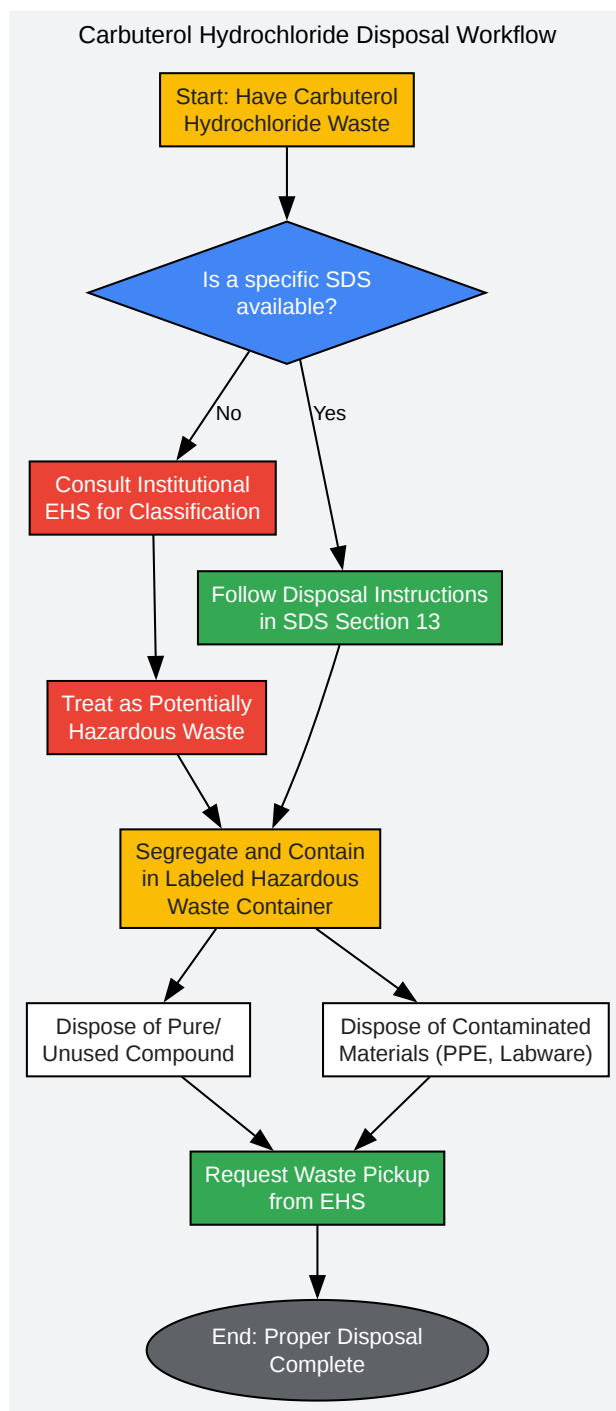 Carbuterol Hydrochloride Disposal Workflow
Start: Have Carbuterol
Hydrochloride Waste
Is a specific SDS
available?
No
Yes
Consult Institutional
EHS for Classification
Follow Disposal Instructions
in SDS Section 13
Treat as Potentially
Hazardous Waste
Segregate and Contain
in Labeled Hazardous
Waste Container
Dispose of Pure/
Unused Compound
Dispose of Contaminated
Materials (PPE, Labware)
Request Waste Pickup
from EHS
End: Proper Disposal
Complete